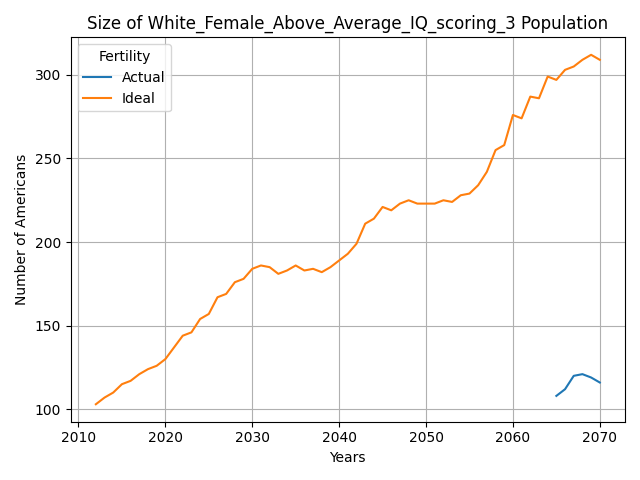 Size of White_Female_Above_Average_IQ_scoring_3 Population
Fertility
Actual
Ideal
Number of Americans
300
250
200
150
100
2010 2020 2030 2040 2050 2060 2070
Years